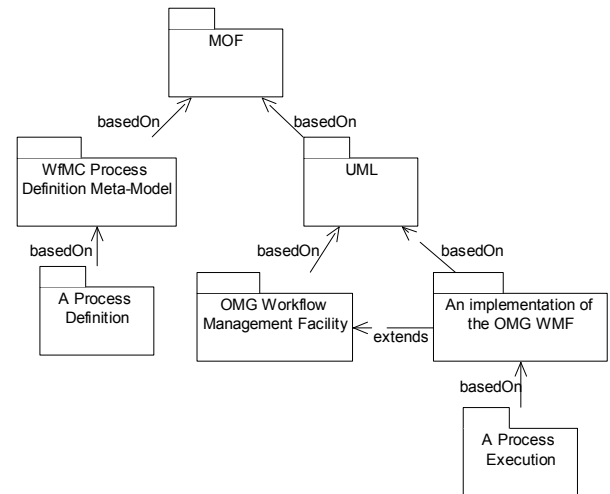 MOF
basedOn
basedOn
WfMC Process
Definition Meta-Model
UML
basedOn
basedOn
basedOn
A Process
Definition
OMG Workflow
Management Facility
An implementation of
the OMG WMF
extends
basedOn
A Process
Execution